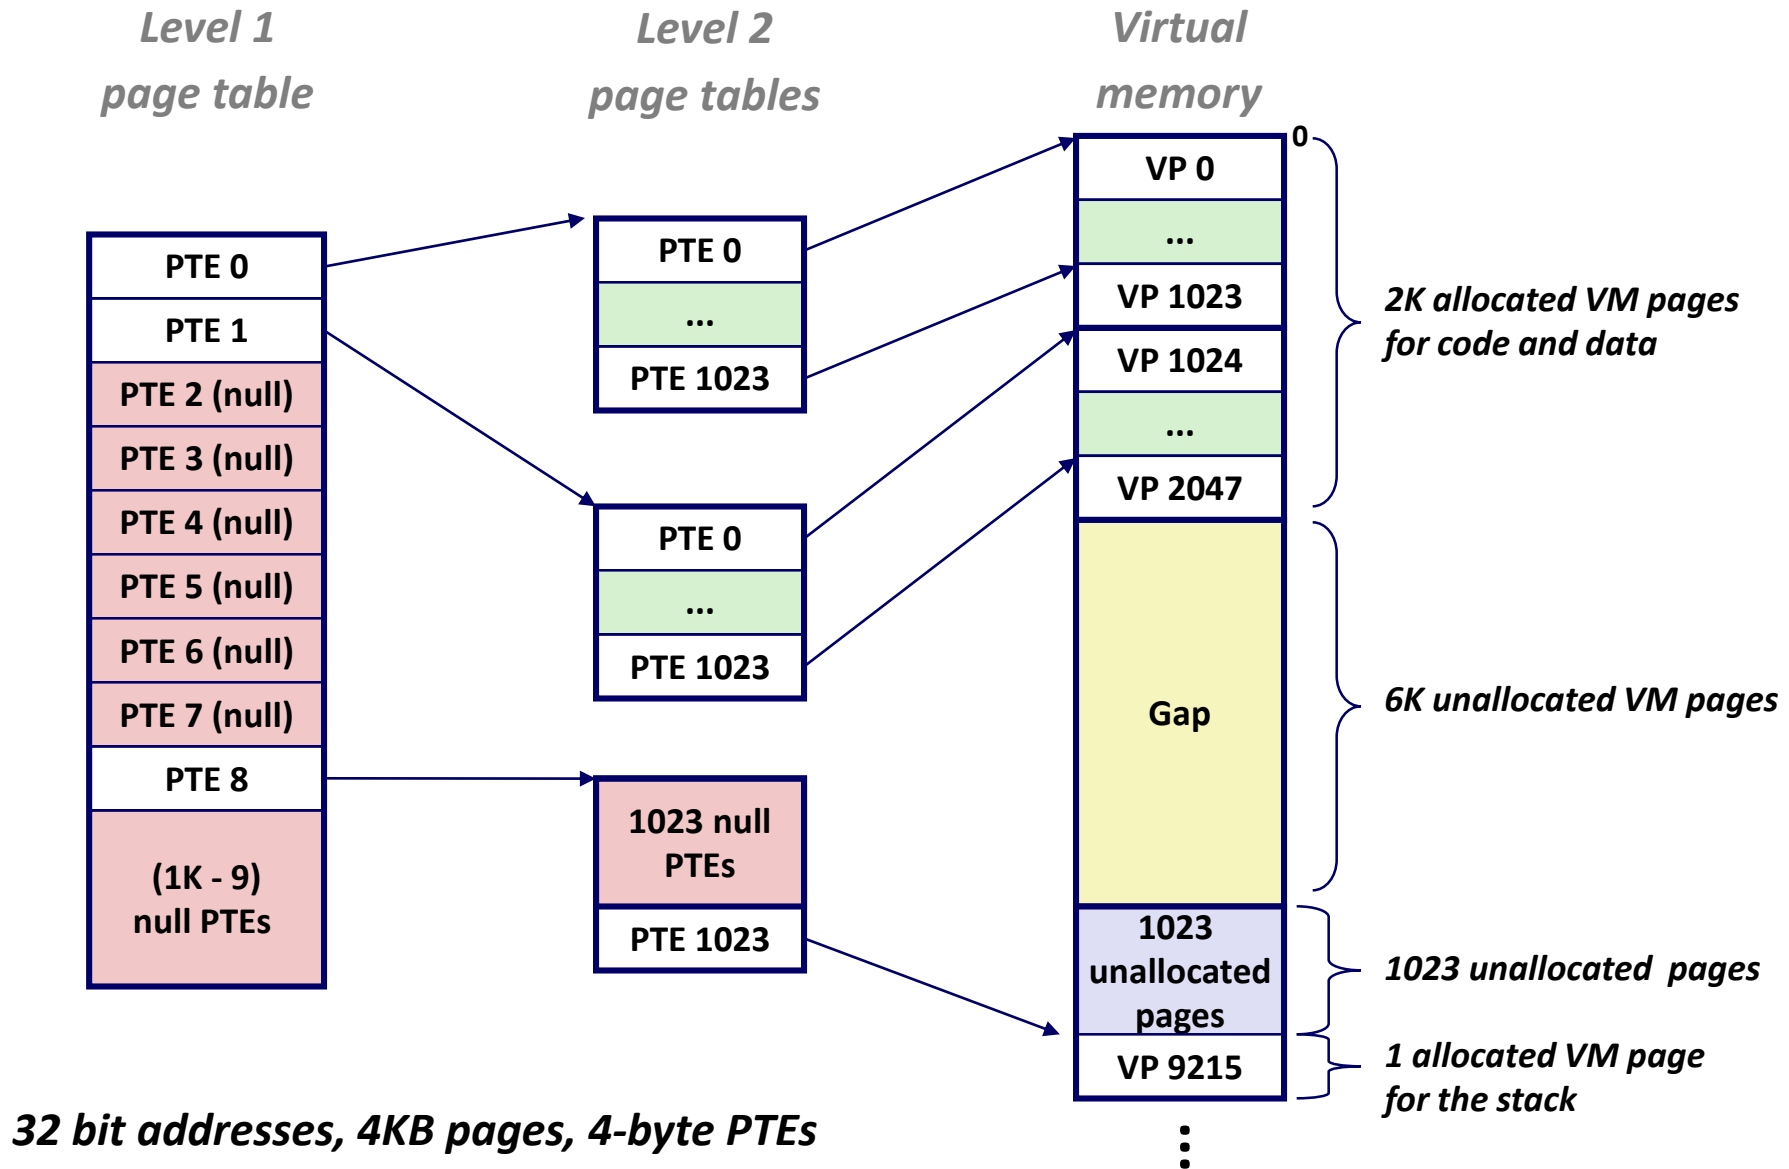 Level 1
page table
Level 2
page tables
Virtual
memory
PTE 0
PTE 1
PTE 2 (null)
PTE 3 (null)
PTE 4 (null)
PTE 5 (null)
PTE 6 (null)
PTE 7 (null)
PTE 8
(1K - 9)
null PTEs
PTE 0
...
PTE 1023
PTE 0
...
PTE 1023
1023 null
PTEs
PTE 1023
0
VP 0
...
VP 1023
VP 1024
...
VP 2047
Gap
1023
unallocated
pages
VP 9215
...
2K allocated VM pages
for code and data
6K unallocated VM pages
1023 unallocated  pages
1 allocated VM page
for the stack
32 bit addresses, 4KB pages, 4-byte PTEs